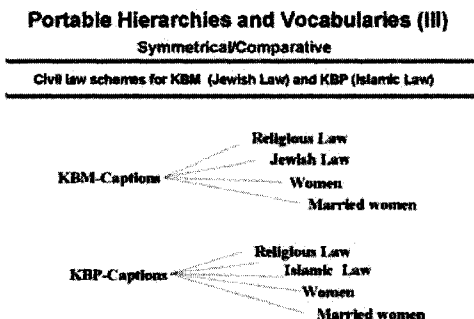 Portable Hierarchies and Vocabularies (III)
Symmetrical/Comparative
Civil law schemes for KBM (Jewish Law) and KBP (Islamic Law)
Religious Law
Jewish Law
KBM-Captions
Women
Married women
Religious Law
Islamic Law
KBP-Captions
Women
Married women